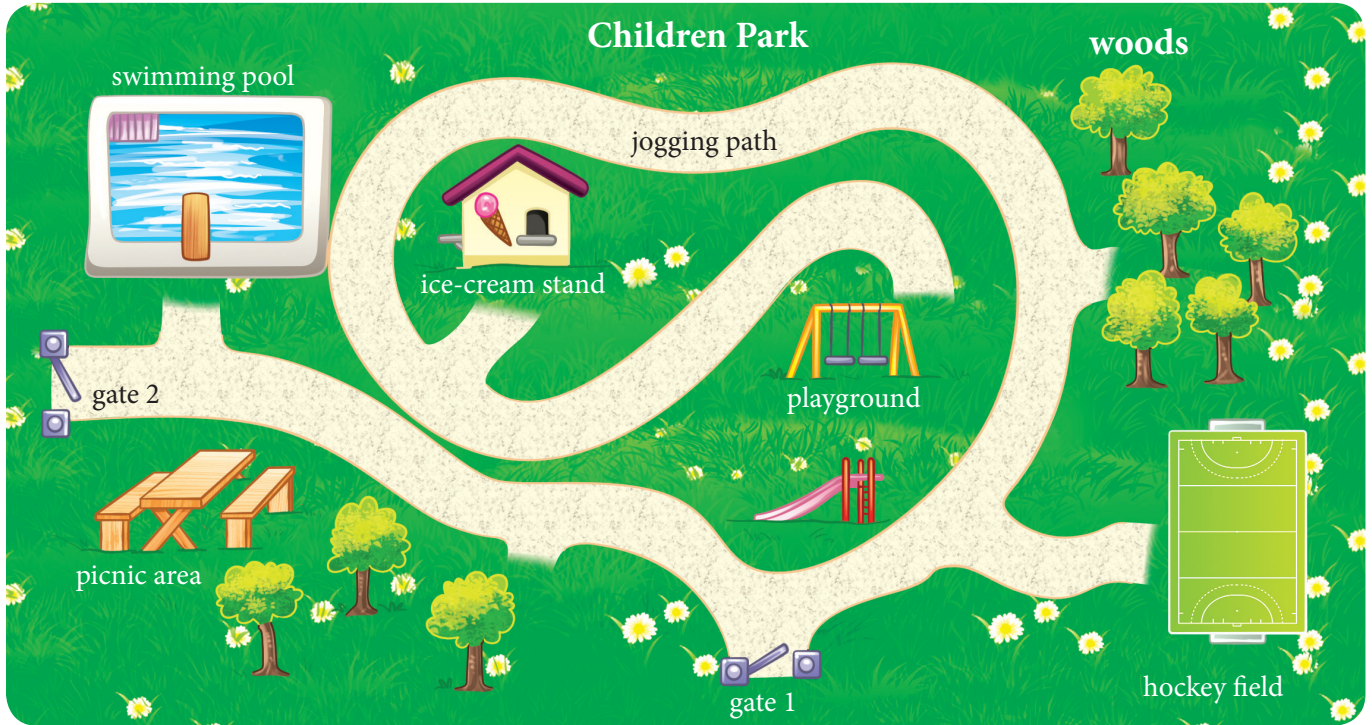 Children Park
woods
swimming pool
jogging path
ice-cream stand
gate 2
playground
picnic area
hockey field
gate 1